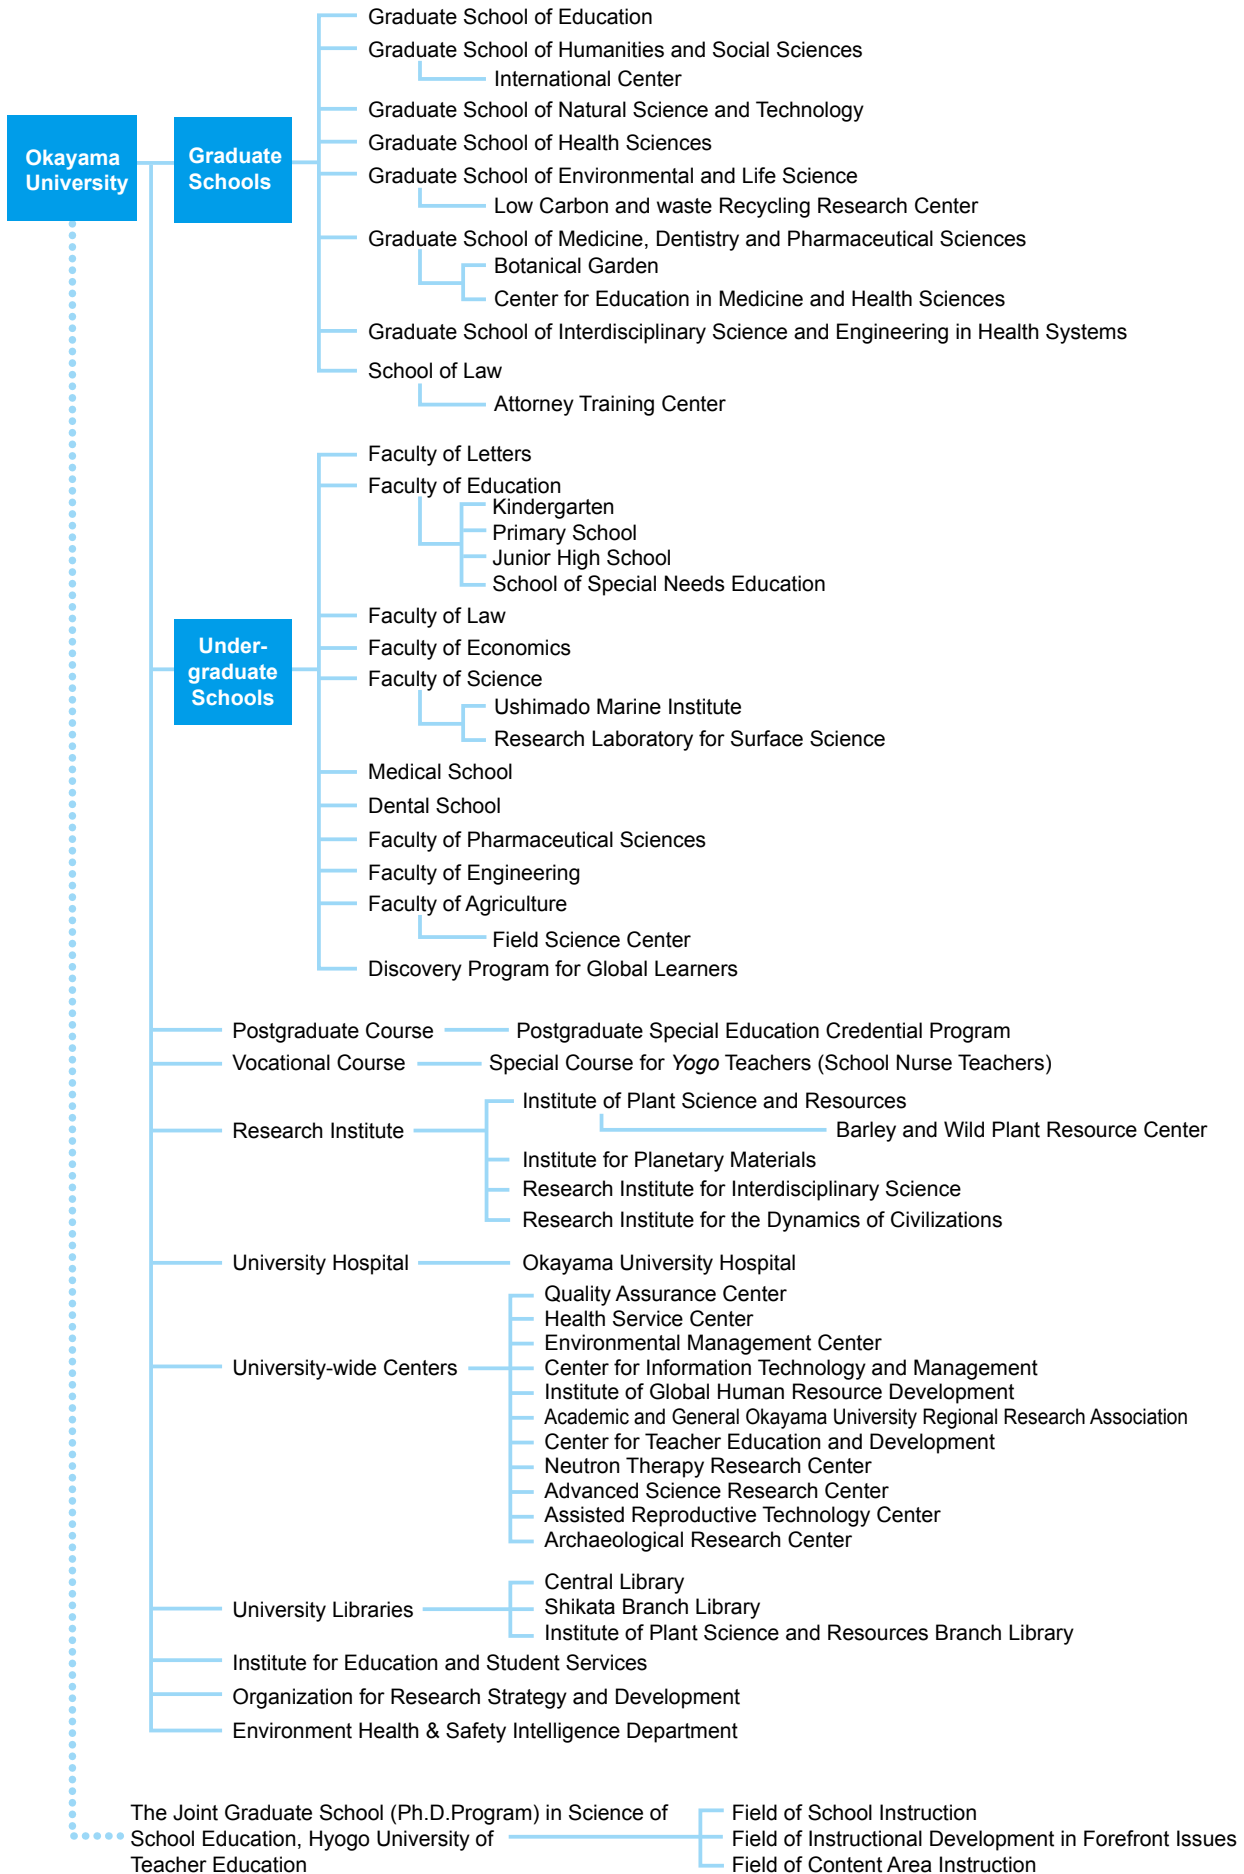 Okayama
University
Graduate
Schools
Graduate School of Education
Graduate School of Humanities and Social Sciences
International Center
Graduate School of Natural Science and Technology
Graduate School of Health Sciences
Graduate School of Environmental and Life Science
Low Carbon and waste Recycling Research Center
Graduate School of Medicine, Dentistry and Pharmaceutical Sciences
Botanical Garden
Center for Education in Medicine and Health Sciences
Graduate School of Interdisciplinary Science and Engineering in Health Systems
School of Law
Attorney Training Center
Under-
graduate
Schools
Faculty of Letters
Faculty of Education
Kindergarten
Primary School
Junior High School
School of Special Needs Education
Faculty of Law
Faculty of Economics
Faculty of Science
Ushimado Marine Institute
Research Laboratory for Surface Science
Medical School
Dental School
Faculty of Pharmaceutical Sciences
Faculty of Engineering
Faculty of Agriculture
Field Science Center
Discovery Program for Global Learners
Postgraduate Course
Postgraduate Special Education Credential Program
Vocational Course
Special Course for Yogo Teachers (School Nurse Teachers)
Research Institute
Institute of Plant Science and Resources
Barley and Wild Plant Resource Center
Institute for Planetary Materials
Research Institute for Interdisciplinary Science
Research Institute for the Dynamics of Civilizations
University Hospital
Okayama University Hospital
University-wide Centers
Quality Assurance Center
Health Service Center
Environmental Management Center
Center for Information Technology and Management
Institute of Global Human Resource Development
Academic and General Okayama University Regional Research Association
Center for Teacher Education and Development
Neutron Therapy Research Center
Advanced Science Research Center
Assisted Reproductive Technology Center
Archaeological Research Center
University Libraries
Central Library
Shikata Branch Library
Institute of Plant Science and Resources Branch Library
Institute for Education and Student Services
Organization for Research Strategy and Development
Environment Health & Safety Intelligence Department
The Joint Graduate School (Ph.D.Program) in Science of
School Education, Hyogo University of
Teacher Education
Field of School Instruction
Field of Instructional Development in Forefront Issues
Field of Content Area Instruction